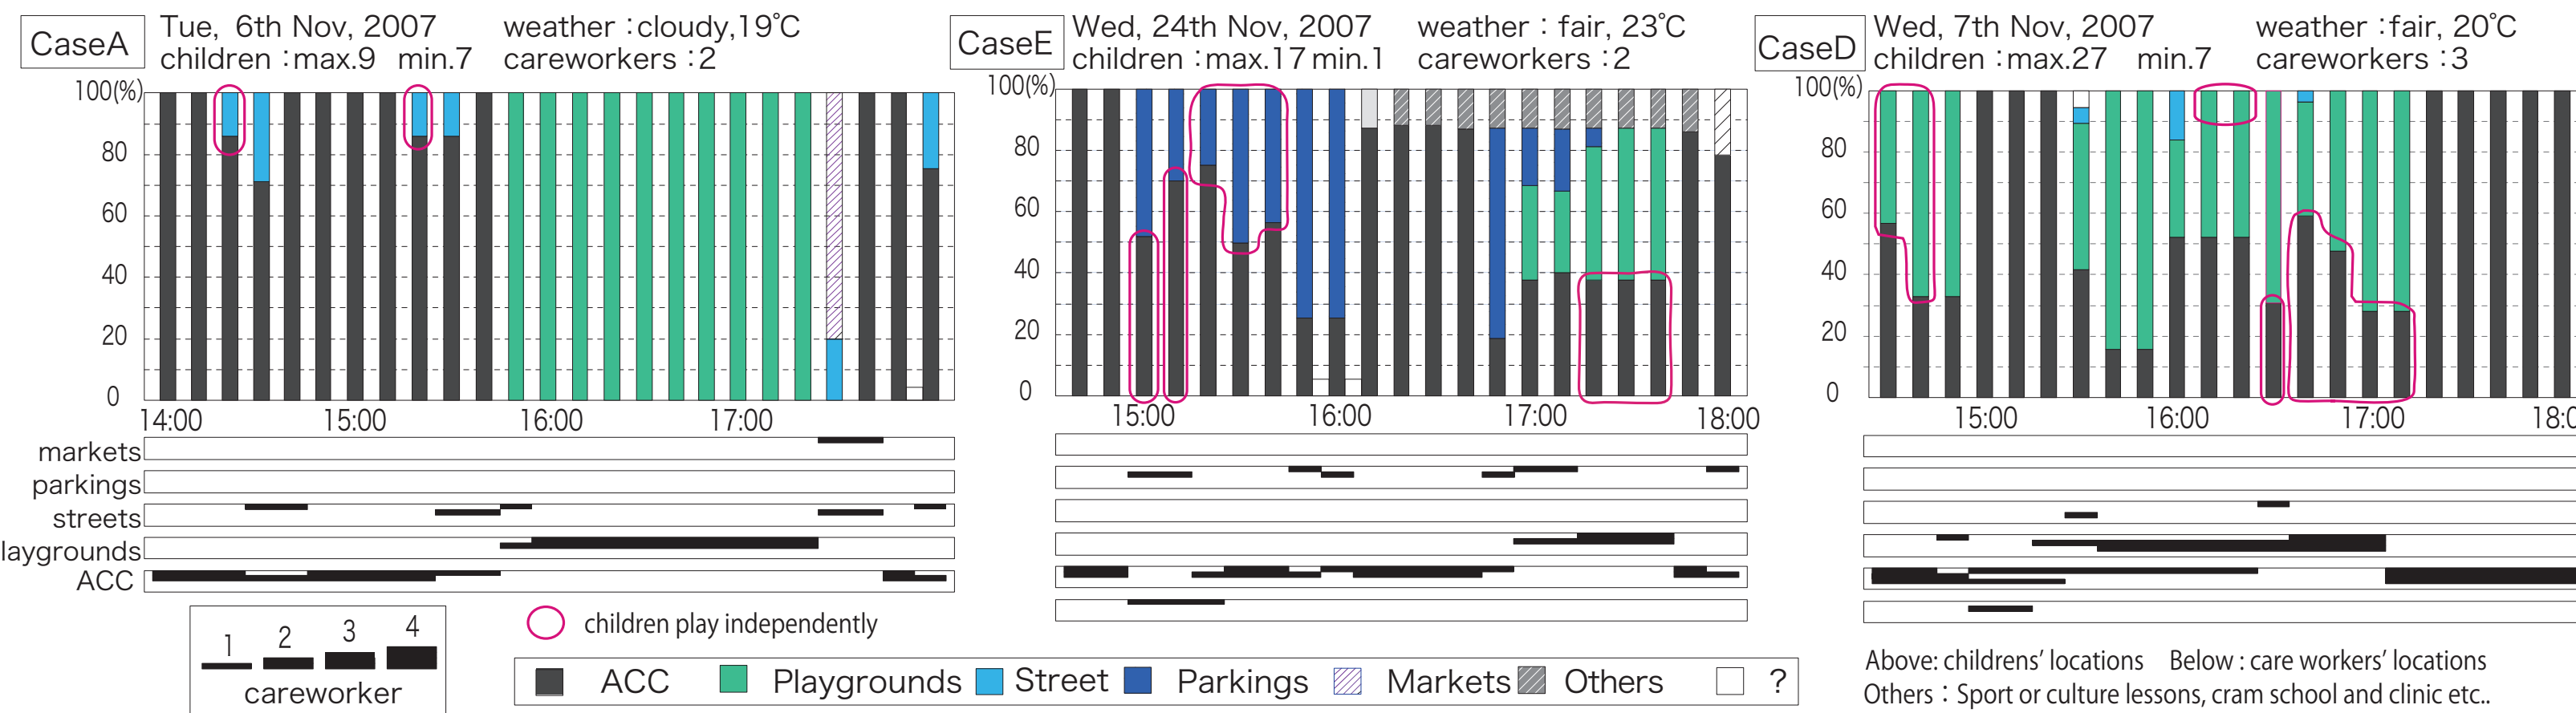 CaseA
Tue, 6th Nov, 2007 weather :cloudy,19℃
children :max.9 min.7 careworkers :2
100(%)
80
60
40
20
0
14:00 15:00 16:00 17:00
CaseE
Wed, 24th Nov, 2007 weather : fair, 23℃
children :max.17 min.1 careworkers :2
100(%)
80
60
40
20
0
15:00 16:00 17:00 18:00
CaseD
Wed, 7th Nov, 2007 weather :fair, 20℃
children :max.27 min.7 careworkers :3
100(%)
80
60
40
20
0
15:00 16:00 17:00 18:0
markets
parkings
streets
laygrounds
ACC
1 2 3 4
careworker
children play independently
ACC Playgrounds Street Parkings Markets Others ?
Above: childrens' locations Below : care workers' locations
Others : Sport or culture lessons, cram school and clinic etc..